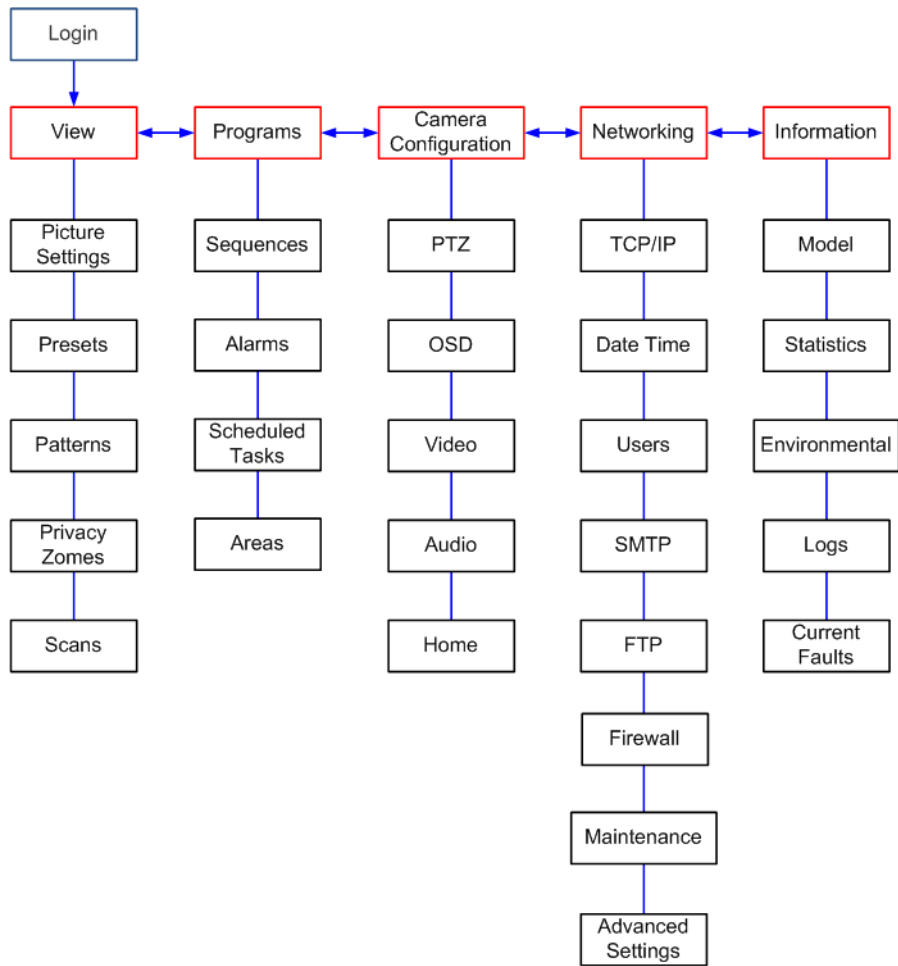 Login
View
Programs
Camera
Configuration
Networking
Information
Picture
Settings
Sequences
PTZ
TCP/IP
Model
Presets
Alarms
OSD
Date Time
Statistics
Patterns
Scheduled
Tasks
Video
Users
Environmental
Privacy
Zomes
Areas
Audio
SMTP
Logs
Scans
Home
FTP
Current
Faults
Firewall
Maintenance
Advanced
Settings